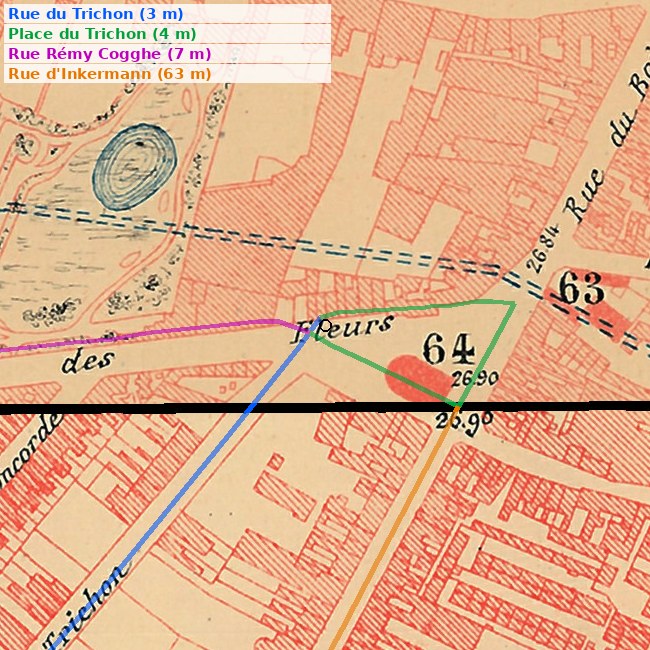 Rue du Trichon (3 m)
Place du Trichon (4 m)
Rue Rémy Cogghe (7 m)
Rue d'Inkermann (63 m)
Rue du
26.84
63
Fleurs
des
64
26.90
26.90
Trichon